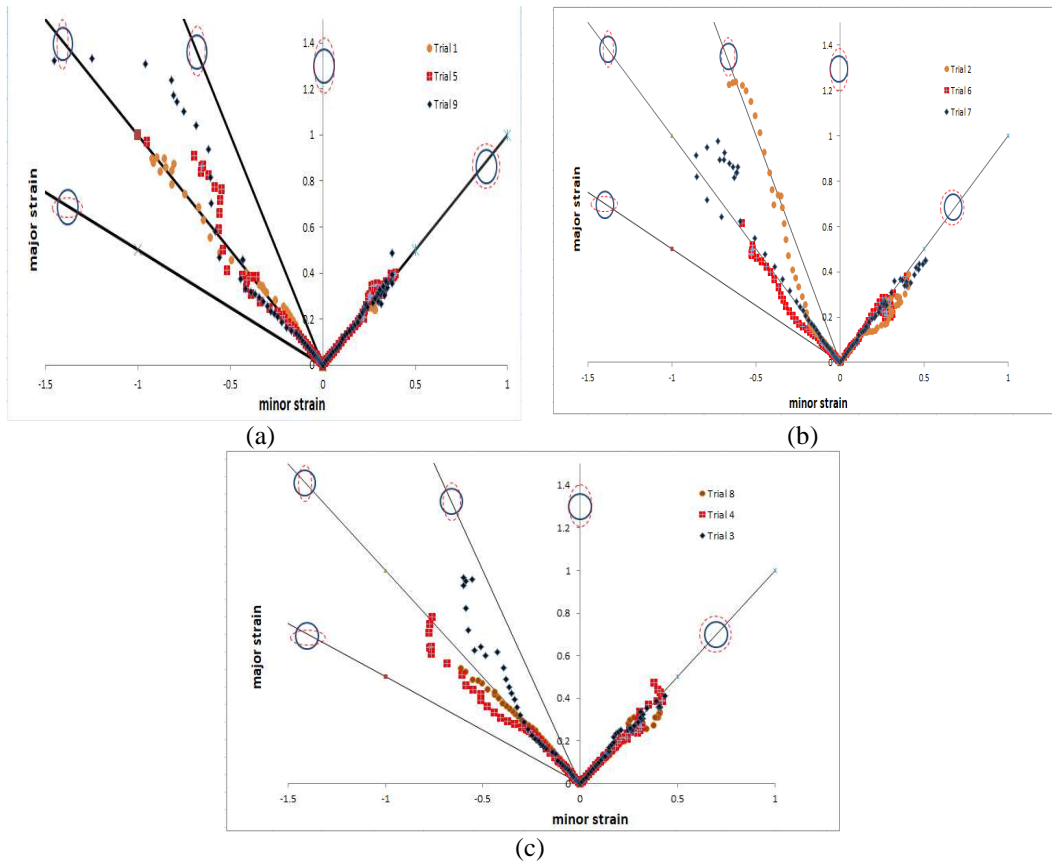 1.4
1.2
1
0.8
0.6
0.4
0.2
0
-1.5
-1
-0.5
0
0.5
1
major strain
minor strain
Trial 1
Trial 5
Trial 9
(a)
1.4
1.2
1
0.8
0.6
0.4
0.2
0
-1.5
-1
-0.5
0
0.5
1
major strain
minor strain
Trial 2
Trial 6
Trial 7
(b)
1.4
1.2
1
0.8
0.6
0.4
0.2
0
-1.5
-1
-0.5
0
0.5
1
major strain
minor strain
Trial 8
Trial 4
Trial 3
(c)